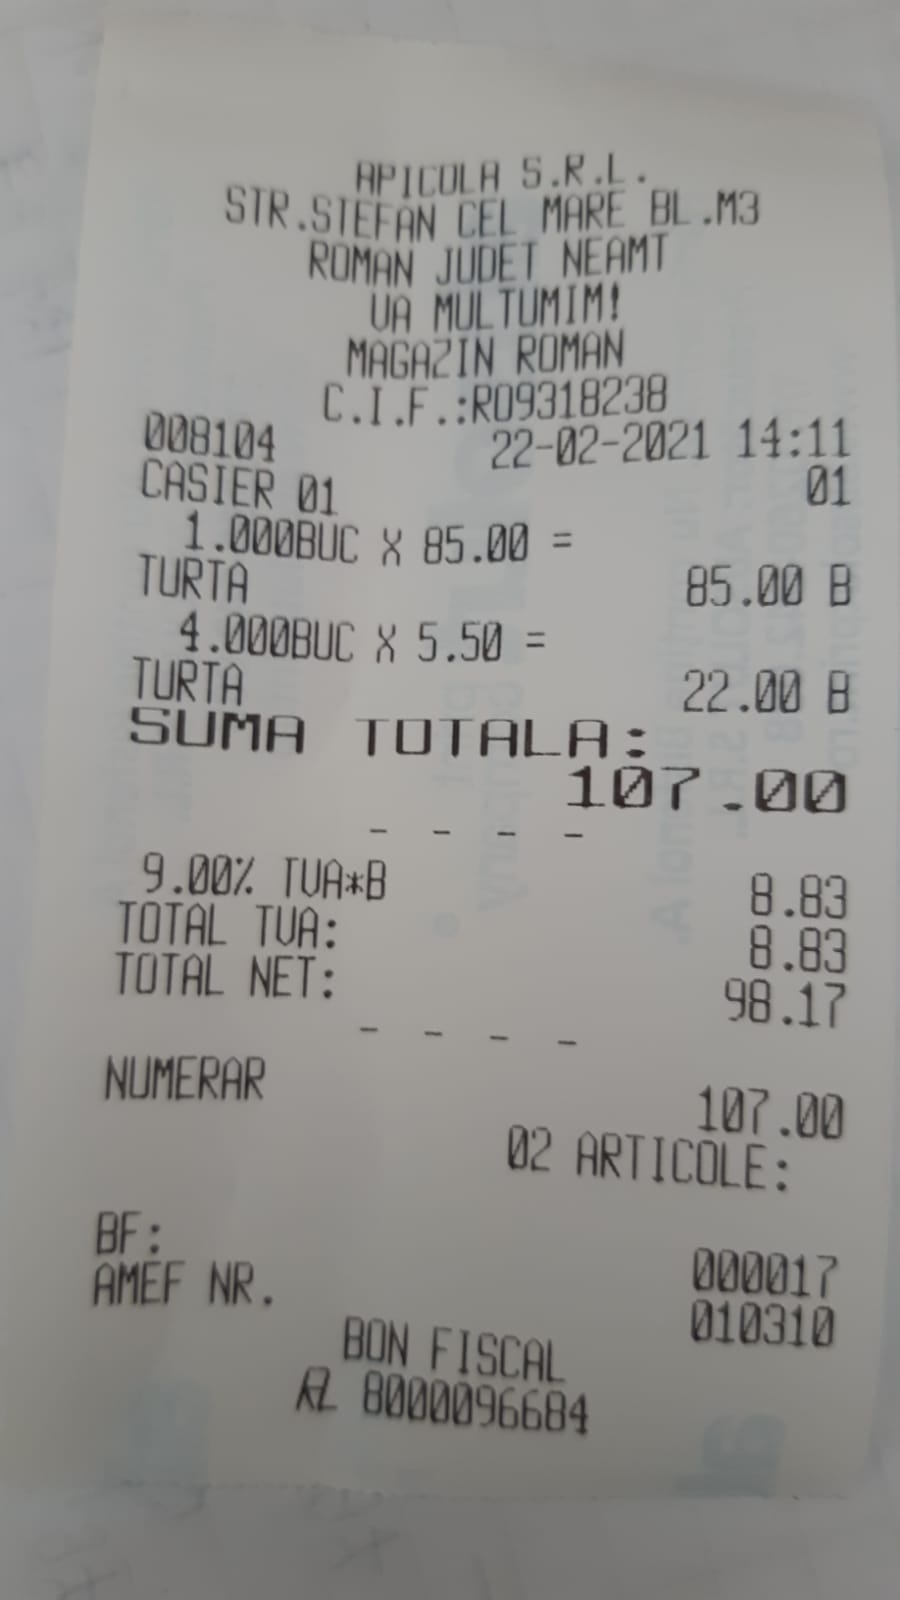 APICOLA S.R.L.
STR.STEFAN CEL MARE BL.M3
ROMAN JUDET NEAMT
VA MULTUMIM!
MAGAZIN ROMAN
C.I.F.:RO9318238
008104 22-02-2021 14:11
CASIER 01 01
1.000BUC X 85.00 =
TURTA 85.00 B
4.000BUC X 5.50 =
TURTA 22.00 B
SUMA TOTALA:
107.00
- - - -
9.00% TVA*B 8.83
TOTAL TVA: 8.83
TOTAL NET: 98.17
- - - -
NUMERAR 107.00
02 ARTICOLE:
BF: 000017
AMEF NR. 010310
BON FISCAL
8000096684